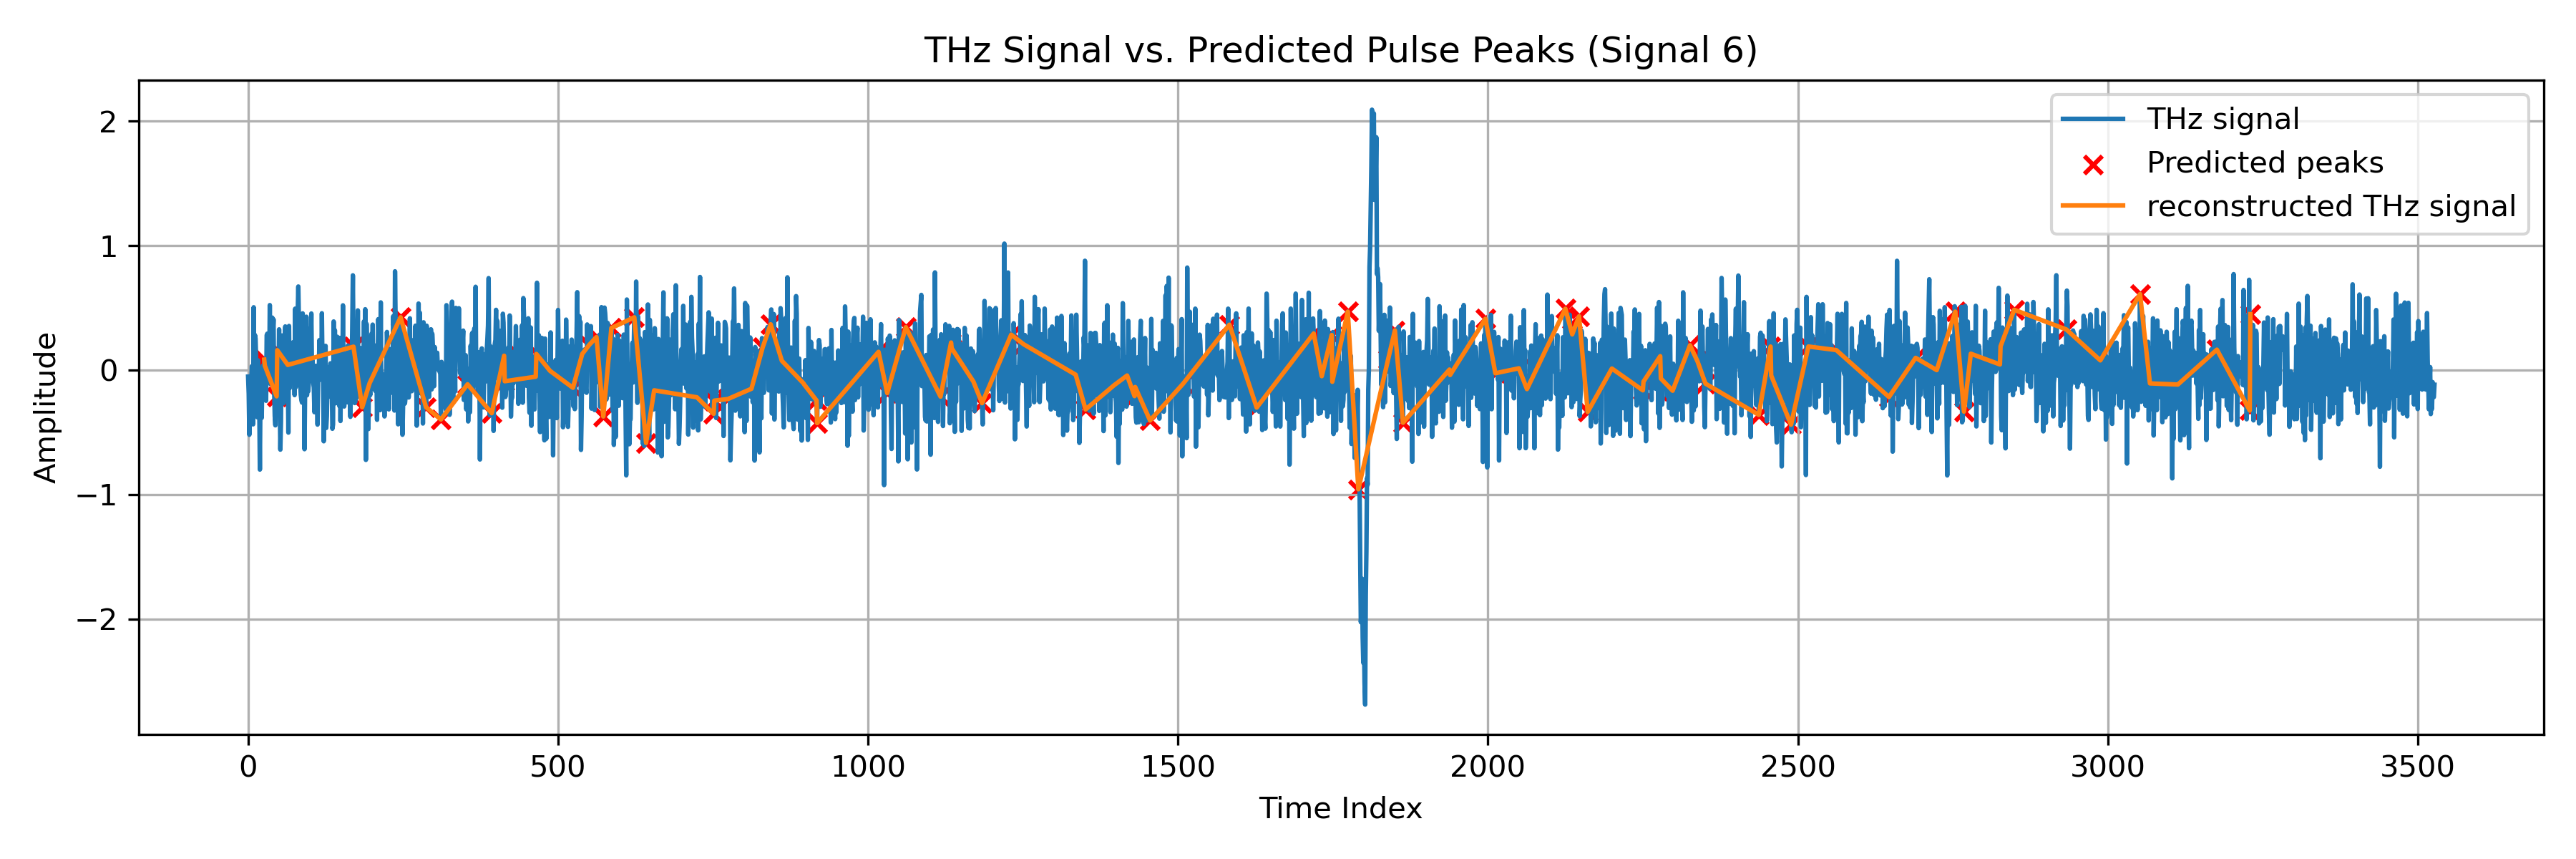 THz Signal vs. Predicted Pulse Peaks (Signal 6)
THz signal
Predicted peaks
reconstructed THz signal
Amplitude
2
1
0
−1
−2
0 500 1000 1500 2000 2500 3000 3500
Time Index